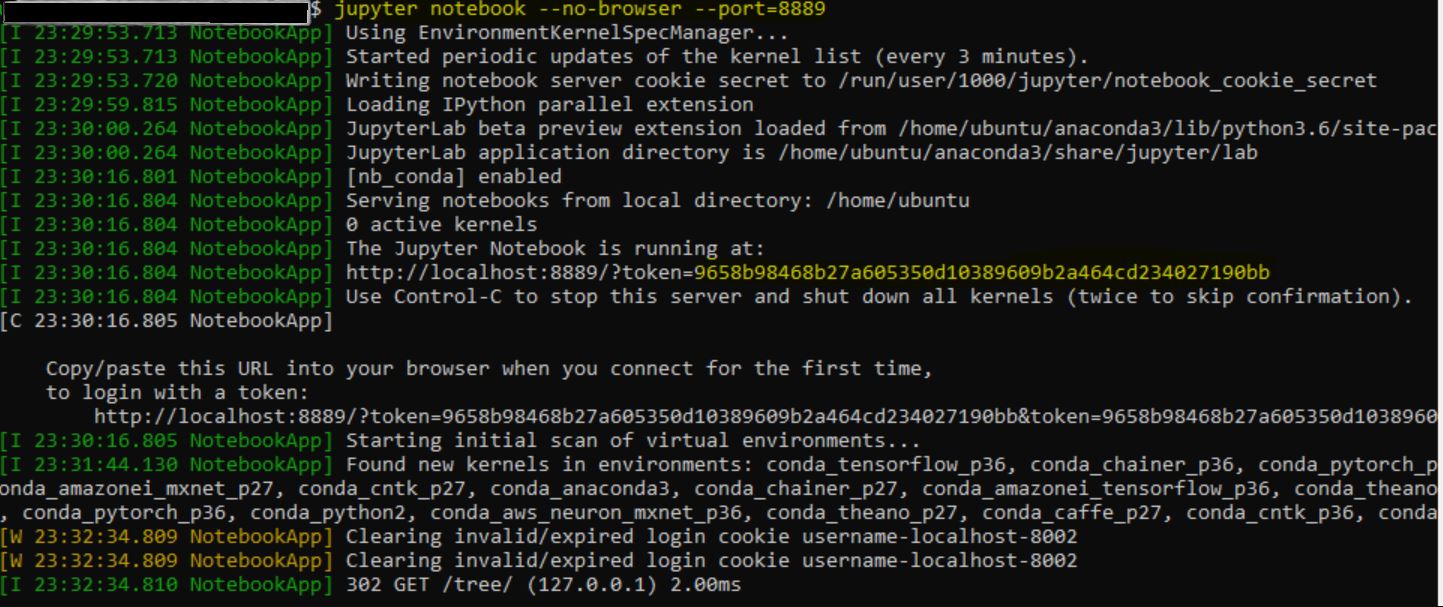 $ jupyter notebook --no-browser --port=8889
[I 23:29:53.713 NotebookApp] Using EnvironmentKernelSpecManager...
[I 23:29:53.713 NotebookApp] Started periodic updates of the kernel list (every 3 minutes).
[I 23:29:53.720 NotebookApp] Writing notebook server cookie secret to /run/user/1000/jupyter/notebook_cookie_secret
[I 23:29:59.815 NotebookApp] Loading IPython parallel extension
[I 23:30:00.264 NotebookApp] JupyterLab beta preview extension loaded from /home/ubuntu/anaconda3/lib/python3.6/site-pac
[I 23:30:00.264 NotebookApp] JupyterLab application directory is /home/ubuntu/anaconda3/share/jupyter/lab
[I 23:30:16.801 NotebookApp] [nb_conda] enabled
[I 23:30:16.804 NotebookApp] Serving notebooks from local directory: /home/ubuntu
[I 23:30:16.804 NotebookApp] 0 active kernels
[I 23:30:16.804 NotebookApp] The Jupyter Notebook is running at:
[I 23:30:16.804 NotebookApp] http://localhost:8889/?token=9658b98468b27a605350d10389609b2a464cd234027190bb
[I 23:30:16.804 NotebookApp] Use Control-C to stop this server and shut down all kernels (twice to skip confirmation).
[C 23:30:16.805 NotebookApp]
Copy/paste this URL into your browser when you connect for the first time,
to login with a token:
http://localhost:8889/?token=9658b98468b27a605350d10389609b2a464cd234027190bb&token=9658b98468b27a605350d1038960
[I 23:30:16.805 NotebookApp] Starting initial scan of virtual environments...
[I 23:31:44.130 NotebookApp] Found new kernels in environments: conda_tensorflow_p36, conda_chainer_p36, conda_pytorch_p
onda_amazonei_mxnet_p27, conda_cntk_p27, conda_anaconda3, conda_chainer_p27, conda_amazonei_tensorflow_p36, conda_theano
, conda_pytorch_p36, conda_python2, conda_aws_neuron_mxnet_p36, conda_theano_p27, conda_caffe_p27, conda_cntk_p36, conda
[W 23:32:34.809 NotebookApp] Clearing invalid/expired login cookie username-localhost-8002
[W 23:32:34.809 NotebookApp] Clearing invalid/expired login cookie username-localhost-8002
[I 23:32:34.810 NotebookApp] 302 GET /tree/ (127.0.0.1) 2.00ms